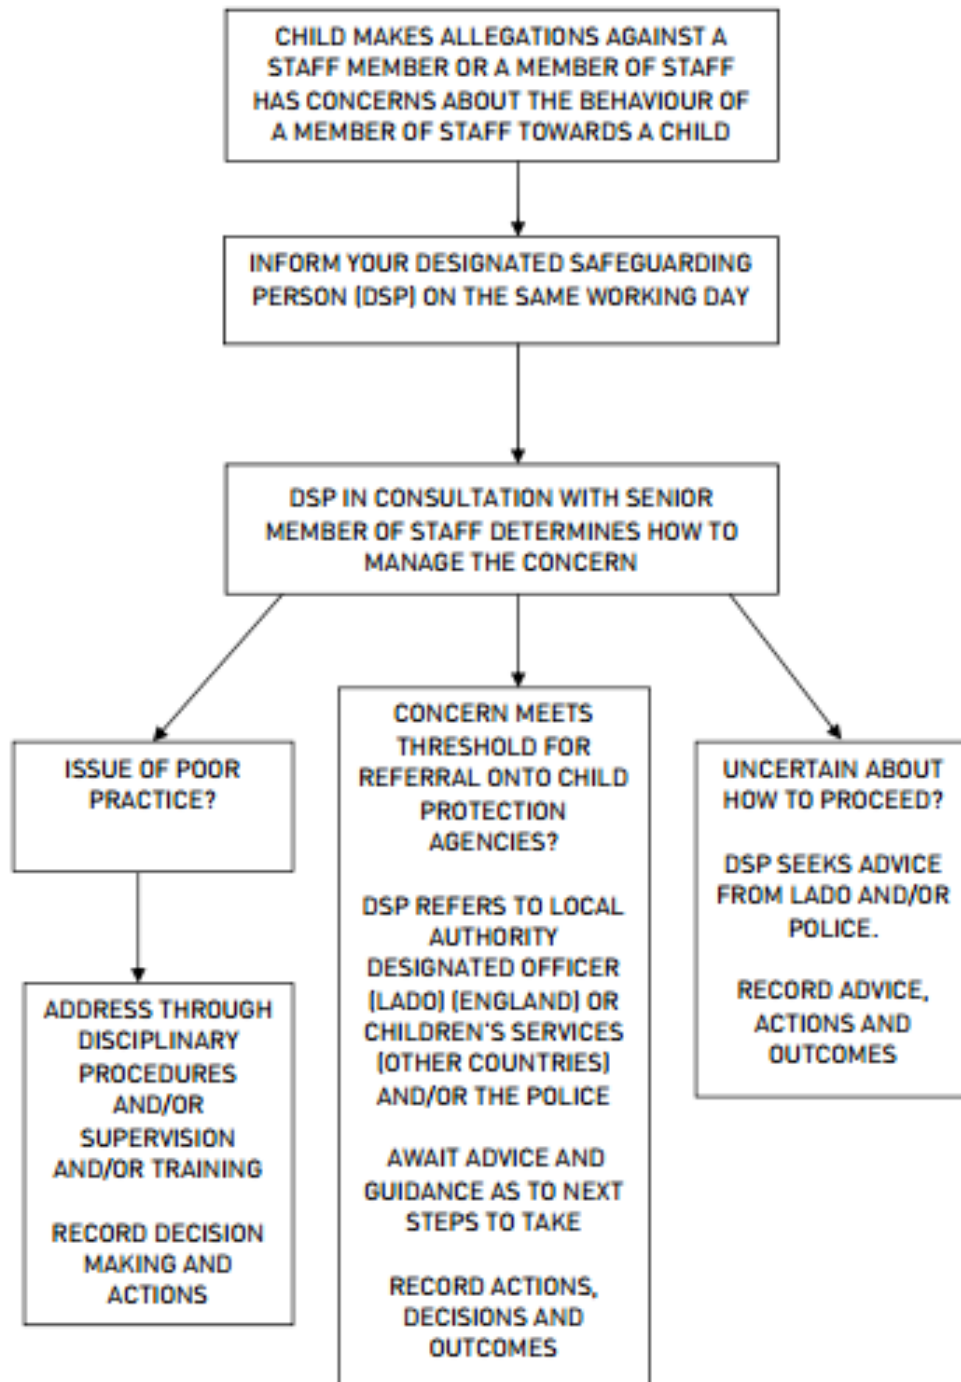 CHILD MAKES ALLEGATIONS AGAINST A
STAFF MEMBER OR A MEMBER OF STAFF
HAS CONCERNS ABOUT THE BEHAVIOUR OF
A MEMBER OF STAFF TOWARDS A CHILD
INFORM YOUR DESIGNATED SAFEGUARDING
PERSON (DSP) ON THE SAME WORKING DAY
DSP IN CONSULTATION WITH SENIOR
MEMBER OF STAFF DETERMINES HOW TO
MANAGE THE CONCERN
ISSUE OF POOR
PRACTICE?
ADDRESS THROUGH
DISCIPLINARY
PROCEDURES
AND/OR
SUPERVISION
AND/OR TRAINING
RECORD DECISION
MAKING AND
ACTIONS
CONCERN MEETS
THRESHOLD FOR
REFERRAL ONTO CHILD
PROTECTION
AGENCIES?
DSP REFERS TO LOCAL
AUTHORITY
DESIGNATED OFFICER
(LADO) (ENGLAND) OR
CHILDREN'S SERVICES
(OTHER COUNTRIES)
AND/OR THE POLICE
AWAIT ADVICE AND
GUIDANCE AS TO NEXT
STEPS TO TAKE
RECORD ACTIONS,
DECISIONS AND
OUTCOMES
UNCERTAIN ABOUT
HOW TO PROCEED?
DSP SEEKS ADVICE
FROM LADO AND/OR
POLICE.
RECORD ADVICE,
ACTIONS AND
OUTCOMES